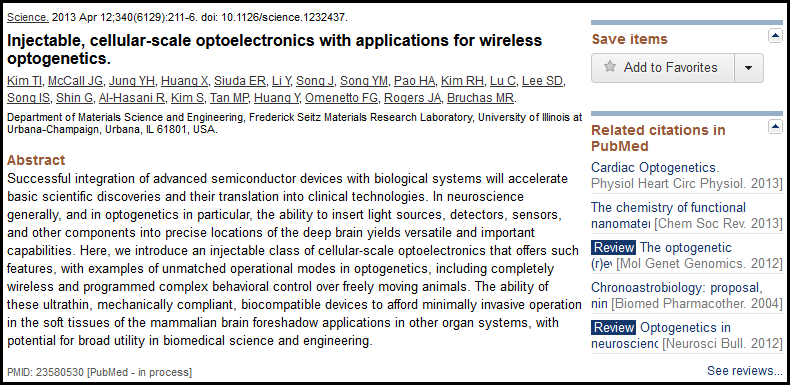 Science. 2013 Apr 12;340(6129):211-6. doi: 10.1126/science.1232437.
Injectable, cellular-scale optoelectronics with applications for wireless
optogenetics.
Kim TI, McCall JG, Jung YH, Huang X, Siuda ER, Li Y, Song J, Song YM, Pao HA, Kim RH, Lu C, Lee SD,
Song IS, Shin G, Al-Hasani R, Kim S, Tan MP, Huang Y, Omenetto FG, Rogers JA, Bruchas MR.
Department of Materials Science and Engineering, Frederick Seitz Materials Research Laboratory, University of Illinois at
Urbana-Champaign, Urbana, IL 61801, USA.
Abstract
Successful integration of advanced semiconductor devices with biological systems will accelerate
basic scientific discoveries and their translation into clinical technologies. In neuroscience
generally, and in optogenetics in particular, the ability to insert light sources, detectors, sensors,
and other components into precise locations of the deep brain yields versatile and important
capabilities. Here, we introduce an injectable class of cellular-scale optoelectronics that offers such
features, with examples of unmatched operational modes in optogenetics, including completely
wireless and programmed complex behavioral control over freely moving animals. The ability of
these ultrathin, mechanically compliant, biocompatible devices to afford minimally invasive operation
in the soft tissues of the mammalian brain foreshadow applications in other organ systems, with
potential for broad utility in biomedical science and engineering.
PMID: 23580530 [PubMed - in process]
Save items
Add to Favorites
Related citations in
PubMed
Cardiac Optogenetics.
Physiol Heart Circ Physiol. 2013]
The chemistry of functional
nanomater [Chem Soc Rev. 2013]
Review The optogenetic
(r)ev [Mol Genet Genomics. 2012]
Chronoastrobiology: proposal,
nin [Biomed Pharmacother. 2004]
Review Optogenetics in
neuroscienc [Neurosci Bull. 2012]
See reviews...